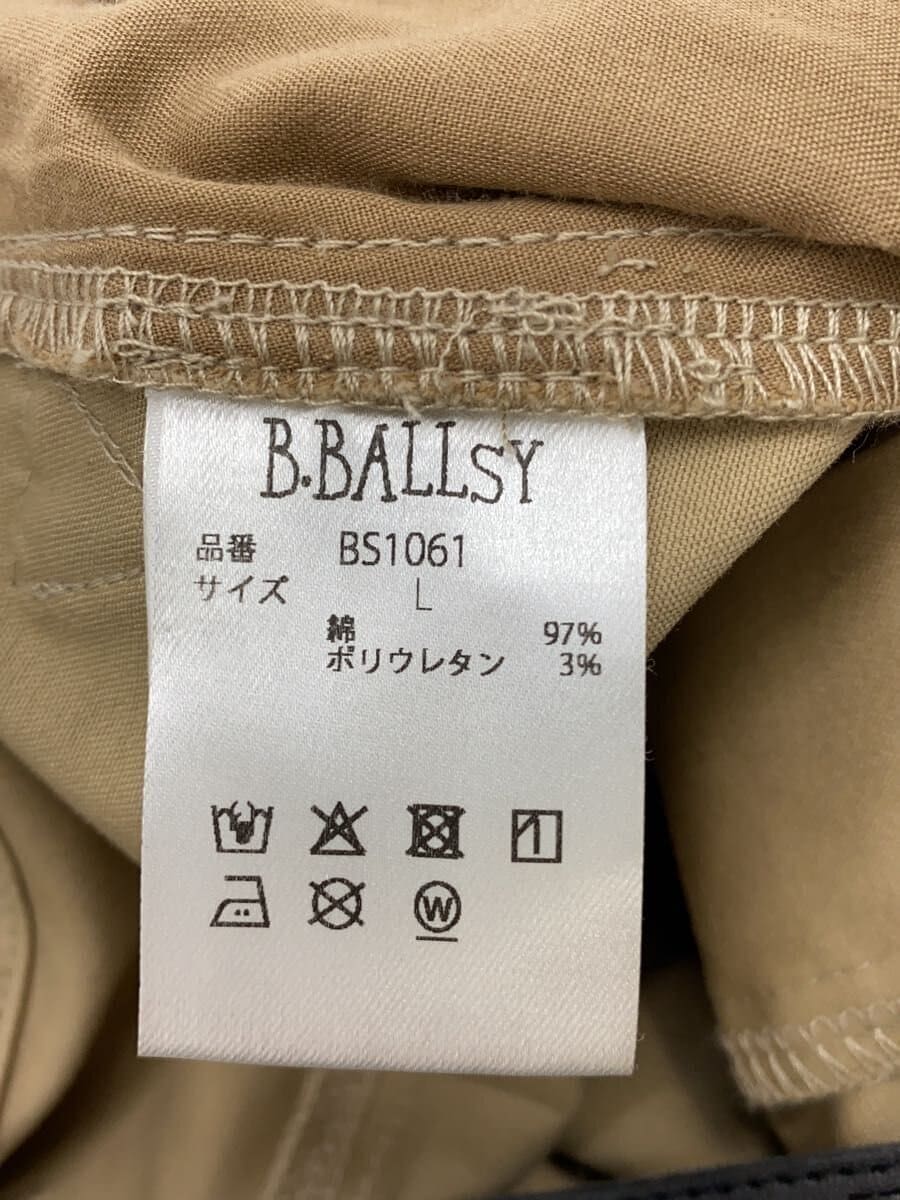 B.BALLSY
品番 BS1061
サイズ L
綿 97%
ポリウレタン 3%
W